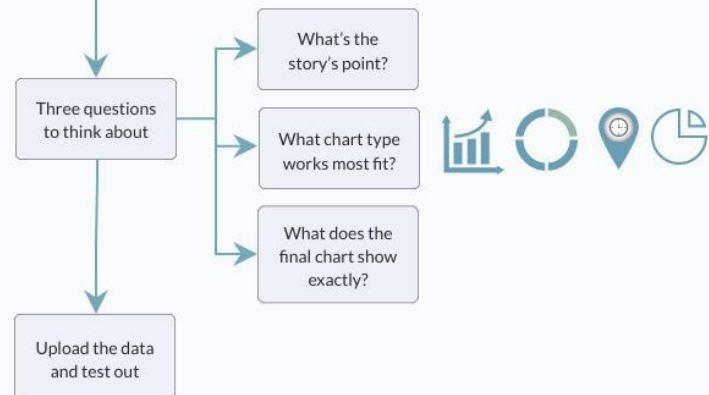 What's the
story's point?
Three questions
to think about
What chart type
works most fit?
What does the
final chart show
exactly?
Upload the data
and test out